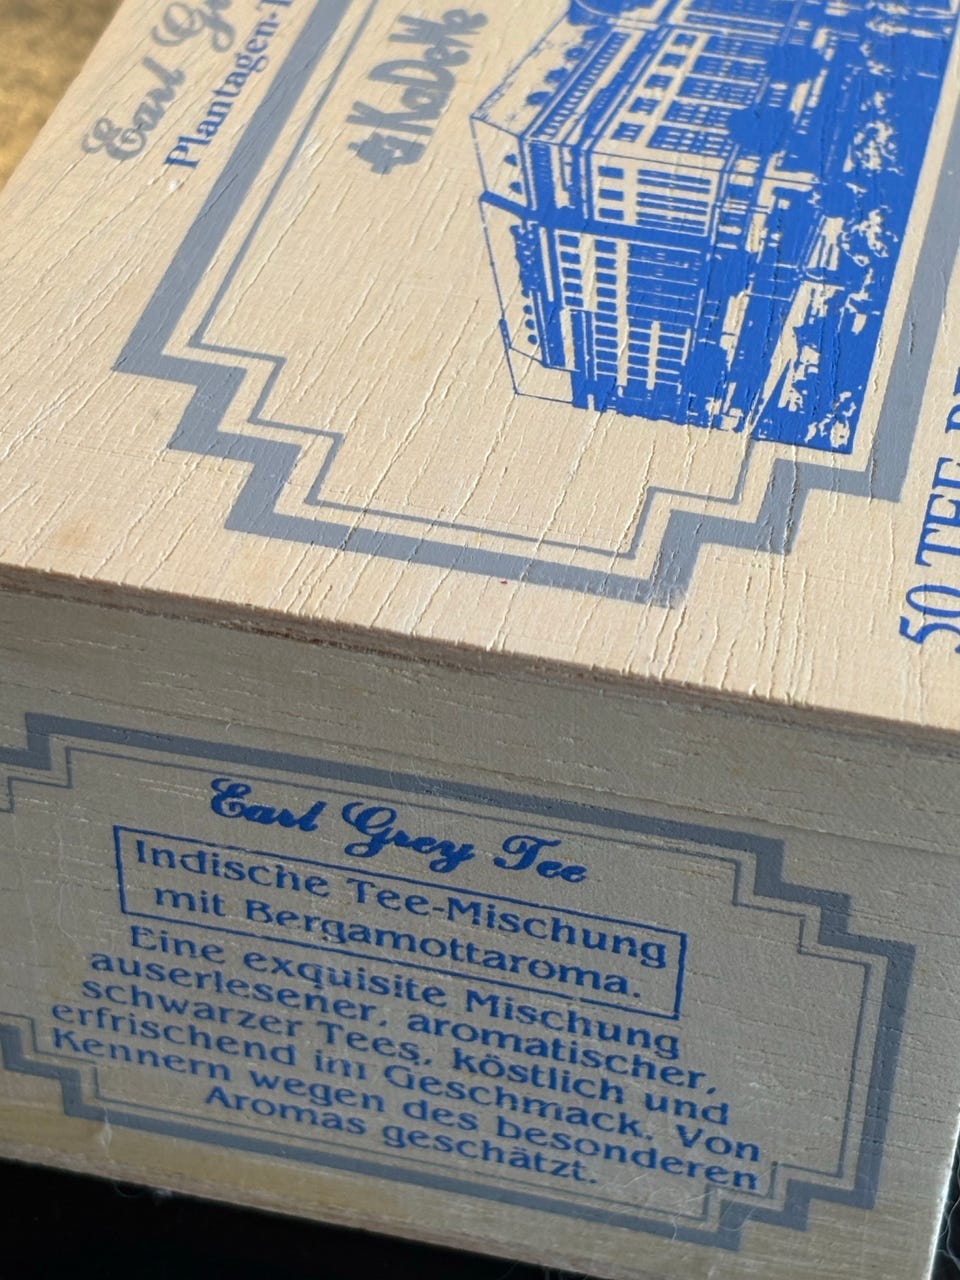 Earl
Plantagen-
KaDeWe
50 TEE
Earl Grey Tee
Indische Tee-Mischung
mit Bergamottaroma.
Eine exquisite Mischung
auserlesener, aromatischer,
schwarzer Tees, köstlich und
erfrischend im Geschmack. Von
Kennern wegen des besonderen
Aromas geschätzt.